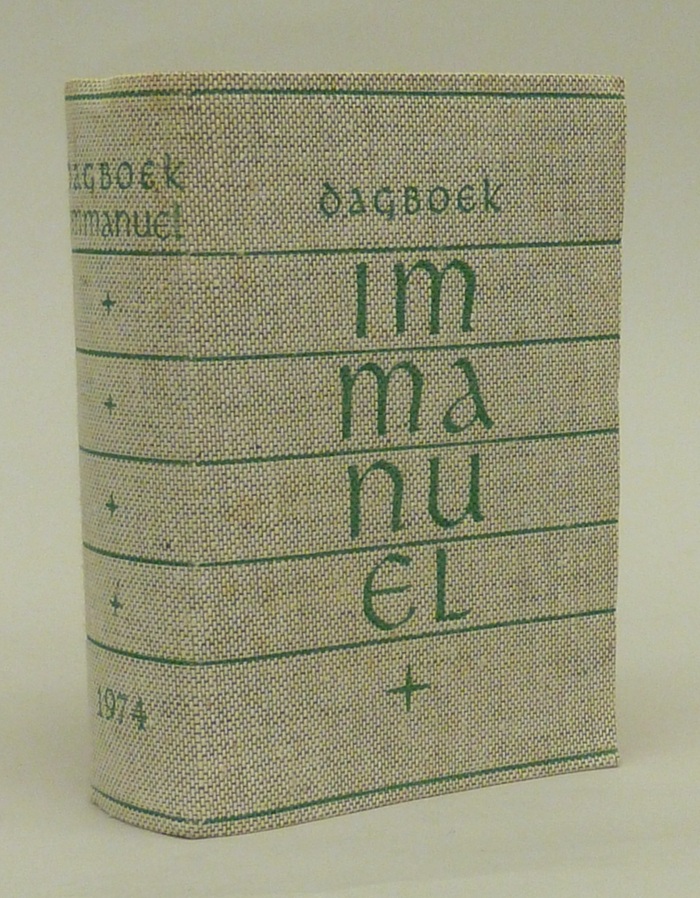 DAGBOEK
IMMANUEL
1974
DAGBOEK
IM
MA
NU
EL